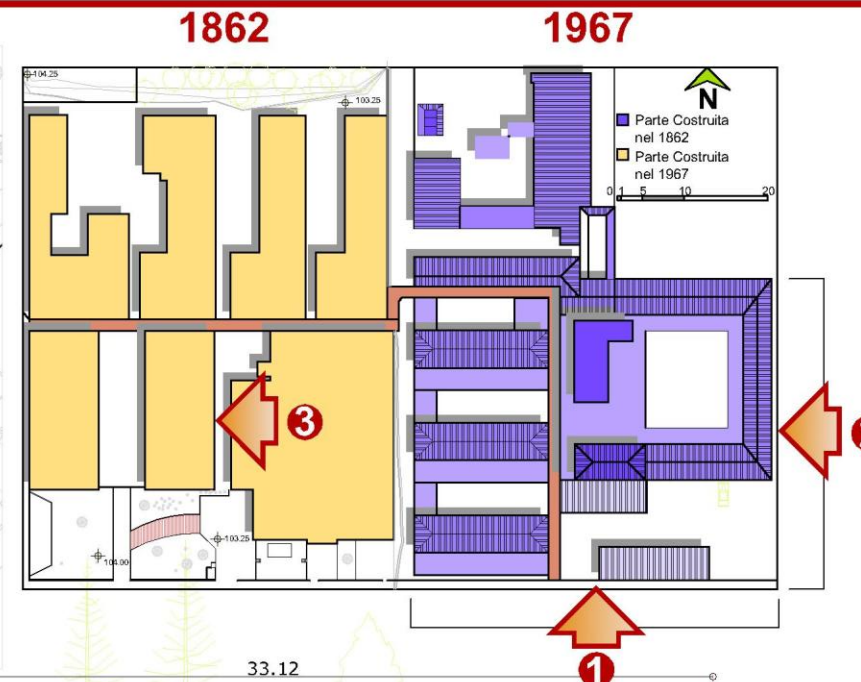 1862
1967
104.25
103.25
N
Parte Costruita
nel 1862
Parte Costruita
nel 1967
0 1 5 10 20
3
1
103.25
104.00
33.12